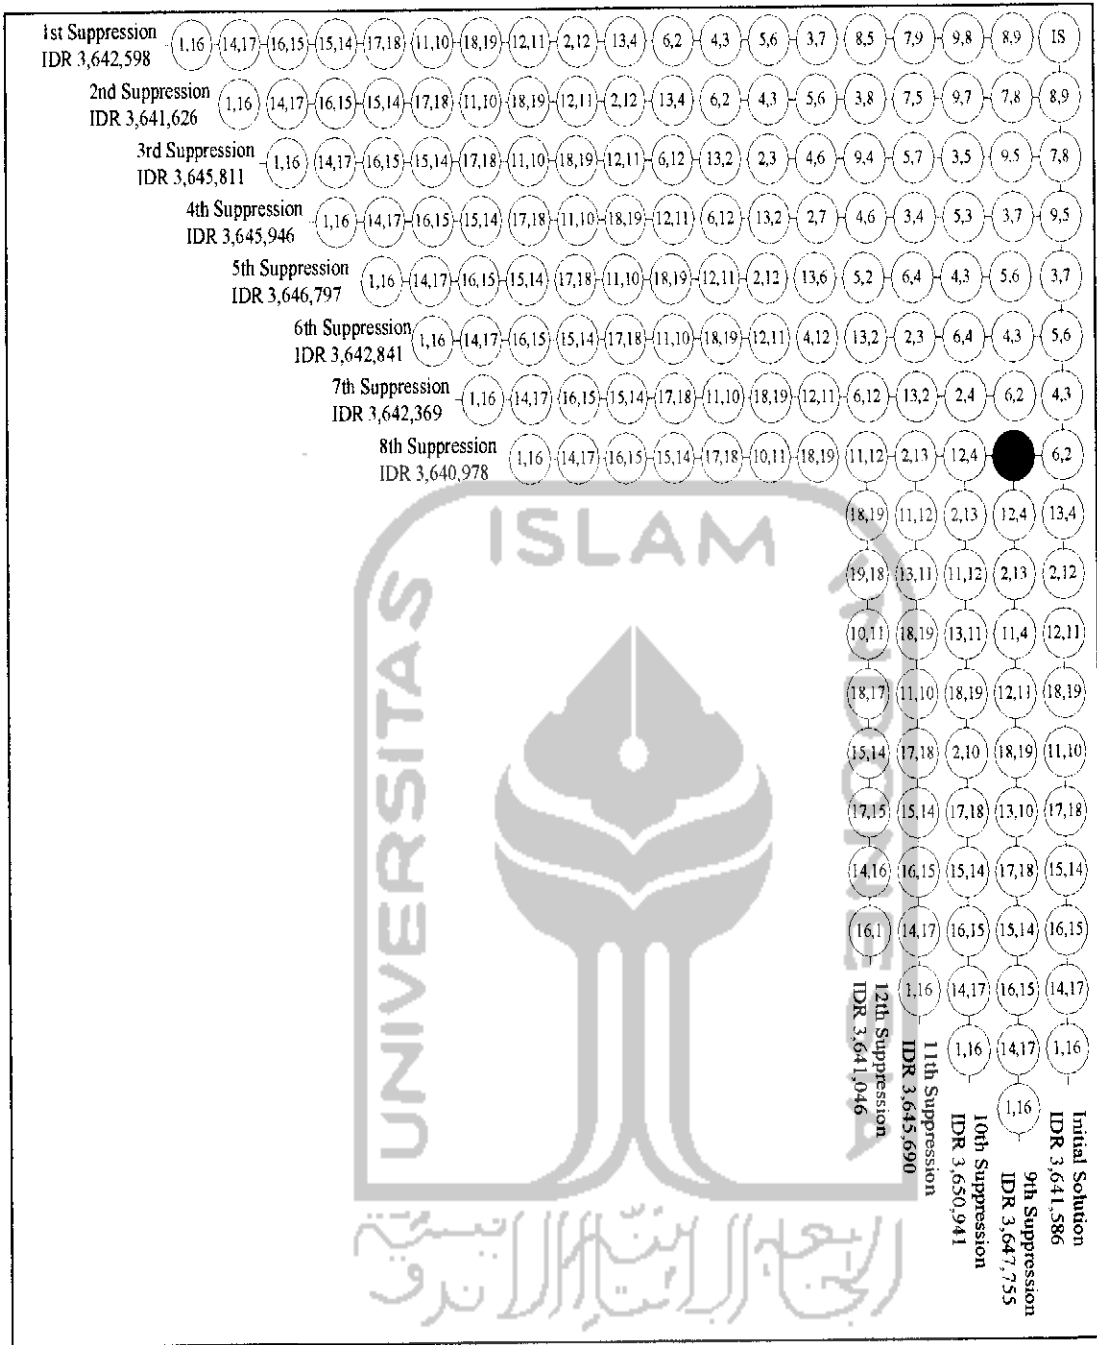 1st Suppression
IDR 3,642,598
1,16 14,17 16,15 15,14 17,18 11,10 18,19 12,11 2,12 13,4 6,2 4,3 5,6 3,7 8,5 7,9 9,8 8,9 IS
2nd Suppression
IDR 3,641,626
1,16 14,17 16,15 15,14 17,18 11,10 18,19 12,11 2,12 13,4 6,2 4,3 5,6 3,8 7,5 9,7 7,8 8,9
3rd Suppression
IDR 3,645,811
1,16 14,17 16,15 15,14 17,18 11,10 18,19 12,11 6,12 13,2 2,3 4,6 9,4 5,7 3,5 9,5 7,8
4th Suppression
IDR 3,645,946
1,16 14,17 16,15 15,14 17,18 11,10 18,19 12,11 6,12 13,2 2,7 4,6 3,4 5,3 3,7 9,5
5th Suppression
IDR 3,646,797
1,16 14,17 16,15 15,14 17,18 11,10 18,19 12,11 2,12 13,6 5,2 6,4 4,3 5,6 3,7
6th Suppression
IDR 3,642,841
1,16 14,17 16,15 15,14 17,18 11,10 18,19 12,11 4,12 13,2 2,3 6,4 4,3 5,6
7th Suppression
IDR 3,642,369
1,16 14,17 16,15 15,14 17,18 11,10 18,19 12,11 6,12 13,2 2,4 6,2 4,3
8th Suppression
IDR 3,640,978
1,16 14,17 16,15 15,14 17,18 10,11 18,19 11,12 2,13 12,4 6,2
18,19 11,12 2,13 12,4 13,4
19,18 13,11 11,12 2,13 2,12
10,11 18,19 13,11 11,4 12,11
18,17 11,10 18,19 12,11 18,19
15,14 17,18 2,10 18,19 11,10
17,15 15,14 17,18 13,10 17,18
14,16 16,15 15,14 17,18 15,14
16,1 14,17 16,15 15,14 16,15
1,16 14,17 16,15 14,17
1,16 14,17 1,16
1,16
12th Suppression
IDR 3,641,046
11th Suppression
IDR 3,645,690
10th Suppression
IDR 3,650,941
9th Suppression
IDR 3,647,755
Initial Solution
IDR 3,641,586
ISLAM
UNIVERSITAS
INDONESIA